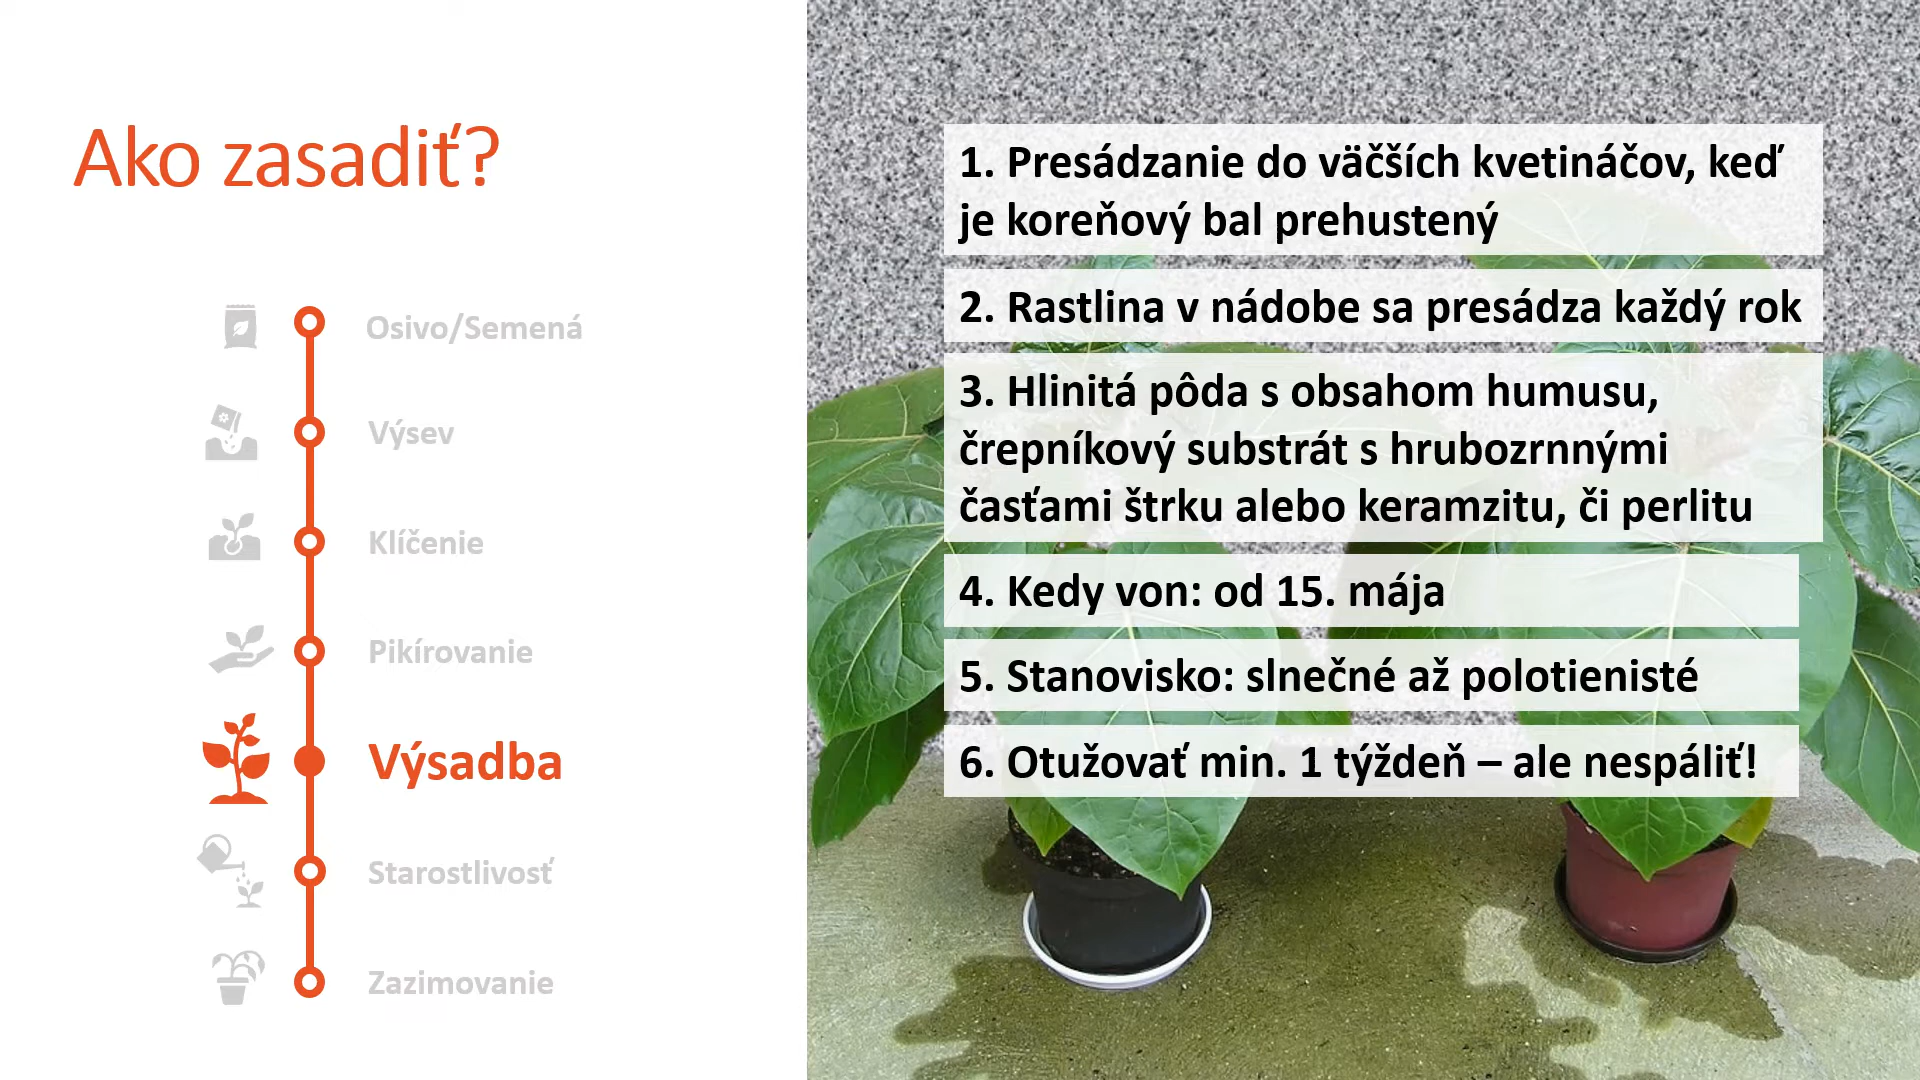 Ako zasadiť?
Osivo/Semená
Výsev
Klíčenie
Pikírovanie
Výsadba
Starostlivosť
Zazimovanie
1. Presádzanie do väčších kvetináčov, keď
je koreňový bal prehustený
2. Rastlina v nádobe sa presádza každý rok
3. Hlinitá pôda s obsahom humusu,
črepníkový substrát s hrubozrnnými
časťami štrku alebo keramzitu, či perlitu
4. Kedy von: od 15. mája
5. Stanovisko: slnečné až polotienisté
6. Otužovať min. 1 týždeň – ale nespáliť!